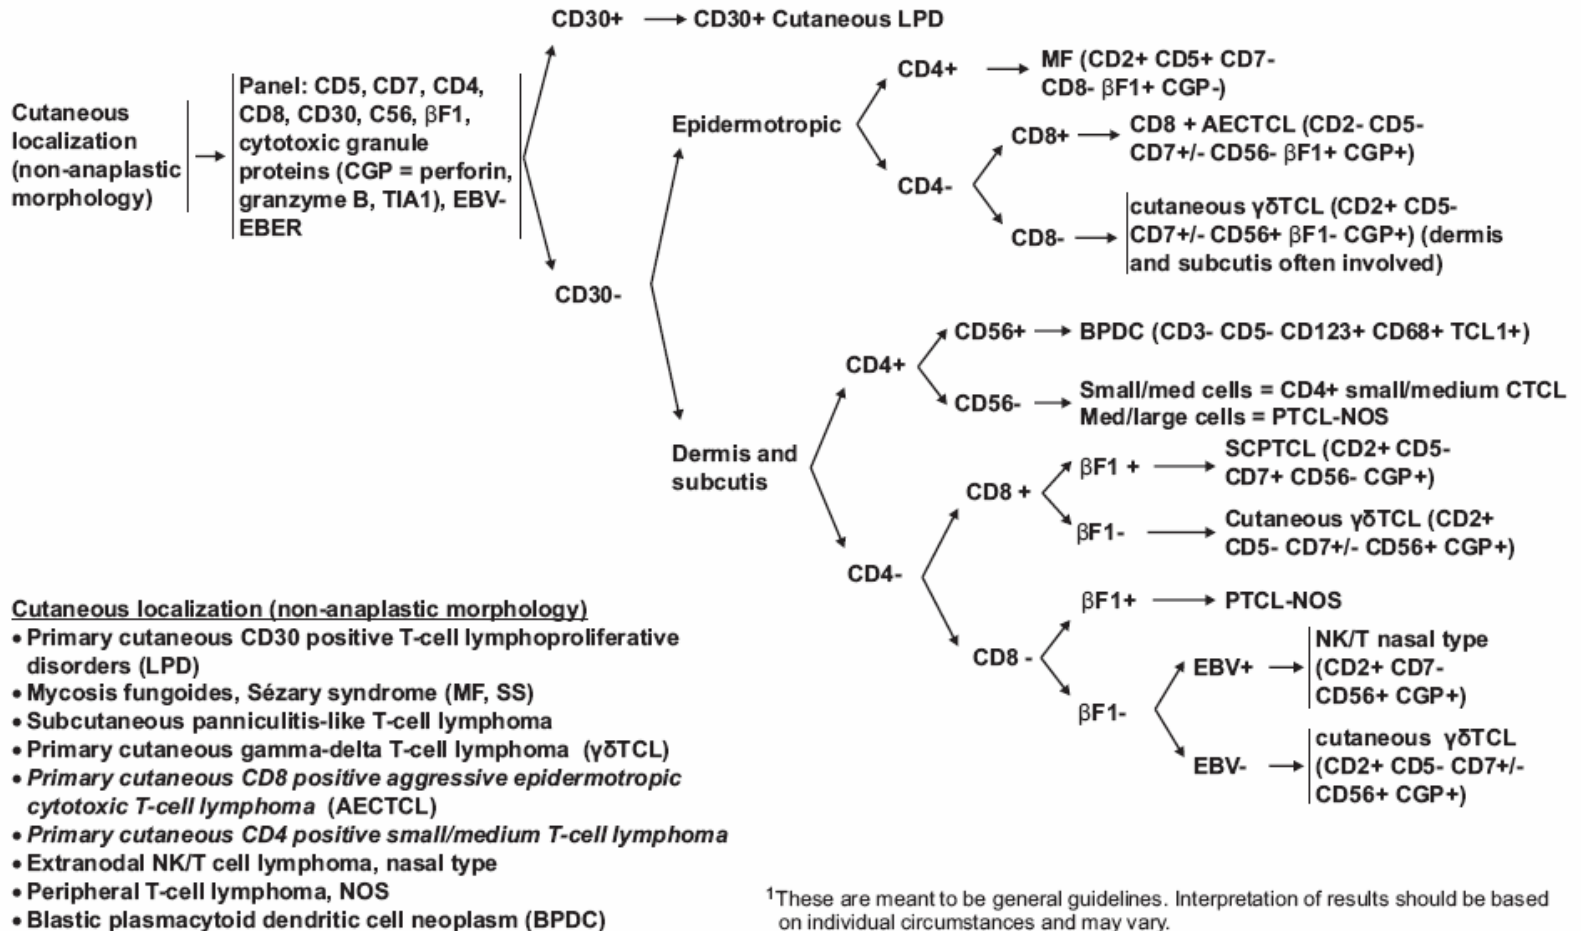 Cutaneous
localization
(non-anaplastic
morphology)
Panel: CD5, CD7, CD4,
CD8, CD30, C56, βF1,
cytotoxic granule
proteins (CGP = perforin,
granzyme B, TIA1), EBV-
EBER
CD30+
CD30+ Cutaneous LPD
CD30-
Epidermotropic
CD4+
MF (CD2+ CD5+ CD7-
CD8- βF1+ CGP-)
CD4-
CD8+
CD8 + AECTCL (CD2- CD5-
CD7+/- CD56- βF1+ CGP+)
CD8-
cutaneous γδTCL (CD2+ CD5-
CD7+/- CD56+ βF1- CGP+) (dermis
and subcutis often involved)
Dermis and
subcutis
CD4+
CD56+
BPDC (CD3- CD5- CD123+ CD68+ TCL1+)
CD56-
Small/med cells = CD4+ small/medium CTCL
Med/large cells = PTCL-NOS
CD4-
CD8 +
βF1 +
SCPTCL (CD2+ CD5-
CD7+ CD56- CGP+)
βF1-
Cutaneous γδTCL (CD2+
CD5- CD7+/- CD56+ CGP+)
CD8 -
βF1+
PTCL-NOS
βF1-
EBV+
NK/T nasal type
(CD2+ CD7-
CD56+ CGP+)
EBV-
cutaneous γδTCL
(CD2+ CD5- CD7+/-
CD56+ CGP+)
Cutaneous localization (non-anaplastic morphology)
• Primary cutaneous CD30 positive T-cell lymphoproliferative
disorders (LPD)
• Mycosis fungoides, Sézary syndrome (MF, SS)
• Subcutaneous panniculitis-like T-cell lymphoma
• Primary cutaneous gamma-delta T-cell lymphoma (γδTCL)
• Primary cutaneous CD8 positive aggressive epidermotropic
cytotoxic T-cell lymphoma (AECTCL)
• Primary cutaneous CD4 positive small/medium T-cell lymphoma
• Extranodal NK/T cell lymphoma, nasal type
• Peripheral T-cell lymphoma, NOS
• Blastic plasmacytoid dendritic cell neoplasm (BPDC)
1These are meant to be general guidelines. Interpretation of results should be based
on individual circumstances and may vary.